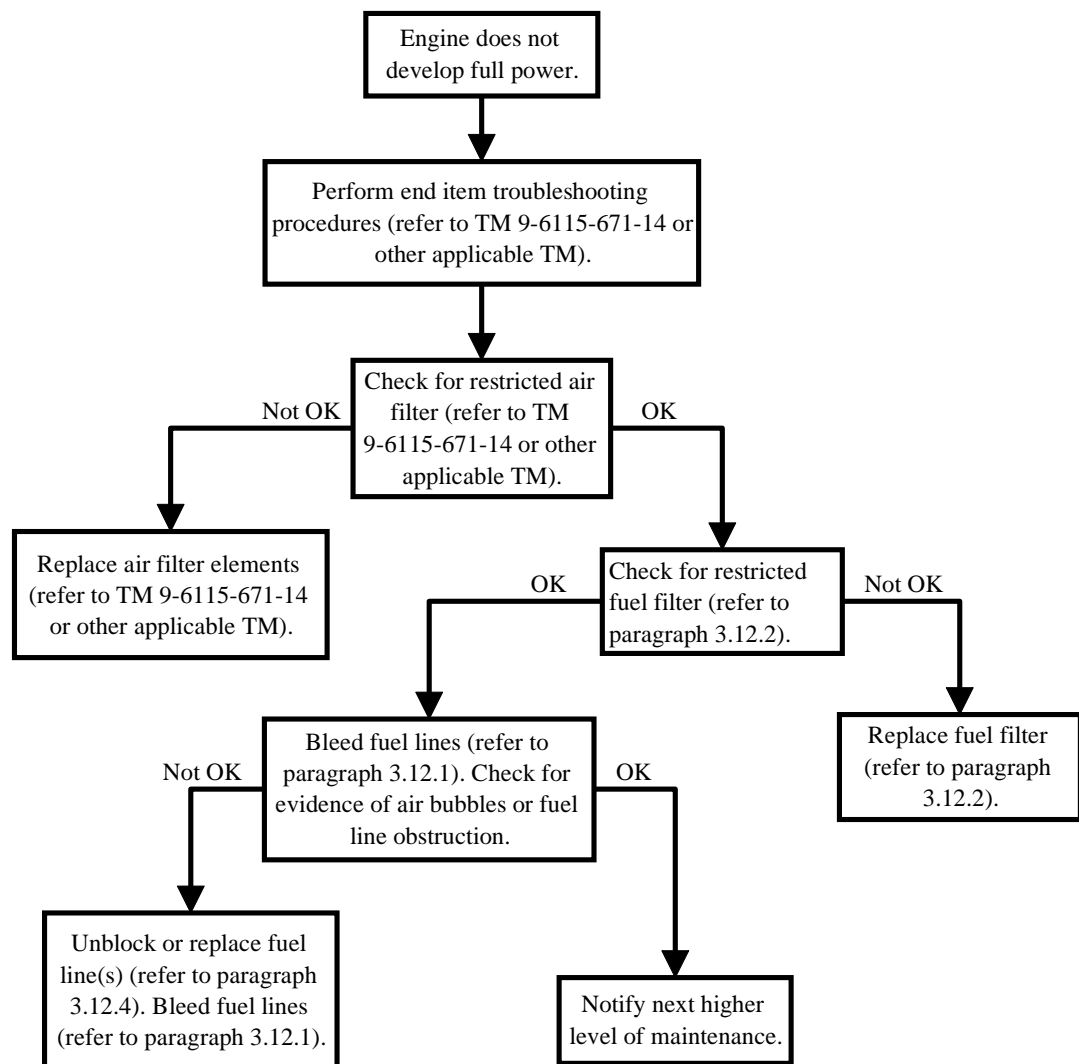 Engine does not
develop full power.
Perform end item troubleshooting
procedures (refer to TM 9-6115-671-14 or
other applicable TM).
Check for restricted air
filter (refer to TM
9-6115-671-14 or other
applicable TM).
Not OK
OK
Replace air filter elements
(refer to TM 9-6115-671-14
or other applicable TM).
Check for restricted
fuel filter (refer to
paragraph 3.12.2).
OK
Not OK
Bleed fuel lines (refer to
paragraph 3.12.1). Check for
evidence of air bubbles or fuel
line obstruction.
Replace fuel filter
(refer to paragraph
3.12.2).
Not OK
OK
Unblock or replace fuel
line(s) (refer to paragraph
3.12.4). Bleed fuel lines
(refer to paragraph 3.12.1).
Notify next higher
level of maintenance.